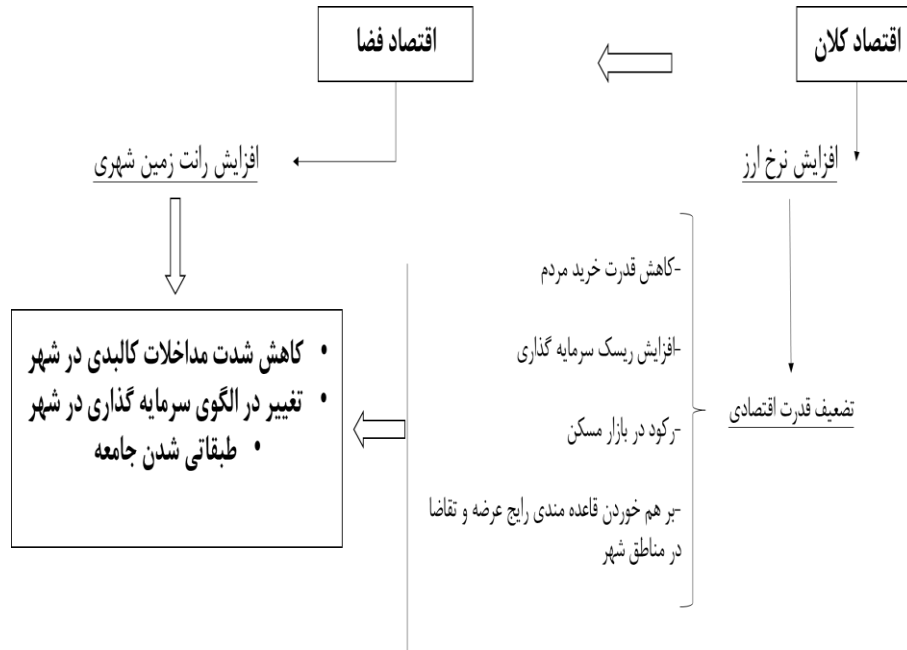 اقتصاد کلان
اقتصاد فضا
افزایش نرخ ارز
افزایش رانت زمین شهری
-کاهش قدرت خرید مردم
-افزایش ریسک سرمایه گذاری
تضعیف قدرت اقتصادی
-رکود در بازار مسکن
-بر هم خوردن قاعده مندی رایج عرضه و تقاضا
در مناطق شهر
• کاهش شدت مداخلات کالبدی در شهر
• تغییر در الگوی سرمایه گذاری در شهر
• طبقاتی شدن جامعه